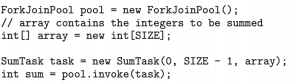 ForkJoinPool pool = new ForkJoinPool();
// array contains the integers to be summed
int[] array = new int[SIZE];
SumTask task = new SumTask(0, SIZE - 1, array);
int sum = pool.invoke(task);